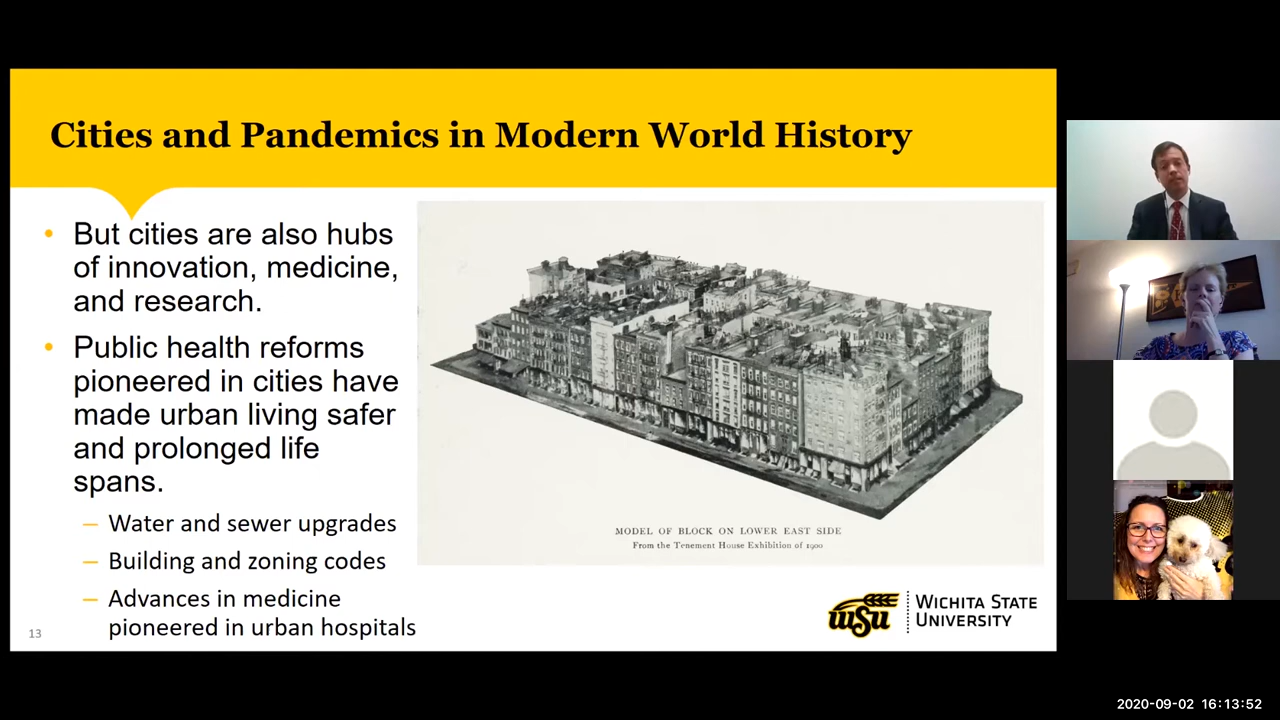 Cities and Pandemics in Modern World History
• But cities are also hubs
of innovation, medicine,
and research.
• Public health reforms
pioneered in cities have
made urban living safer
and prolonged life
spans.
– Water and sewer upgrades
– Building and zoning codes
– Advances in medicine
pioneered in urban hospitals
MODEL OF BLOCK ON LOWER EAST SIDE
From the Tenement House Exhibition of 1900
13
wsu
WICHITA STATE
UNIVERSITY
2020-09-02 16:13:52